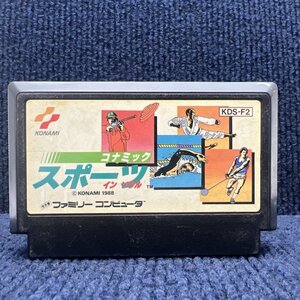 KONAMI
KDS-F2
コナミック
スポーツ
イン ソウル
TM
© KONAMI 1988
ファミリー コンピュータ